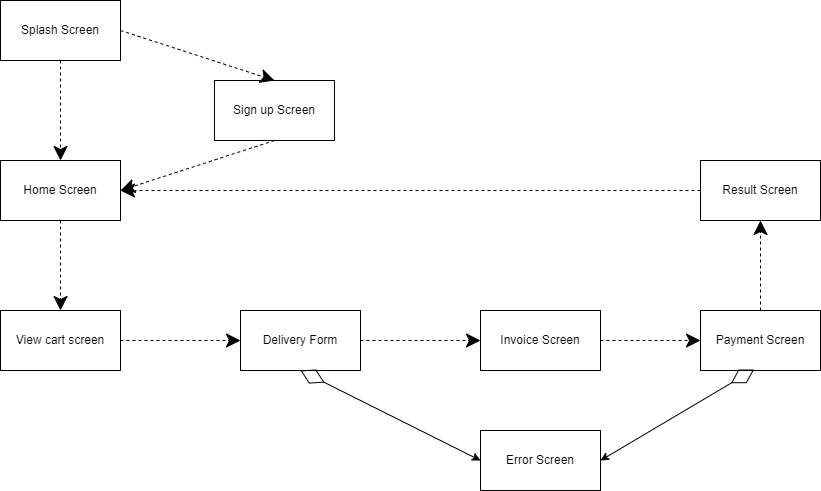 Splash Screen
Sign up Screen
Home Screen
Result Screen
View cart screen
Delivery Form
Invoice Screen
Payment Screen
Error Screen